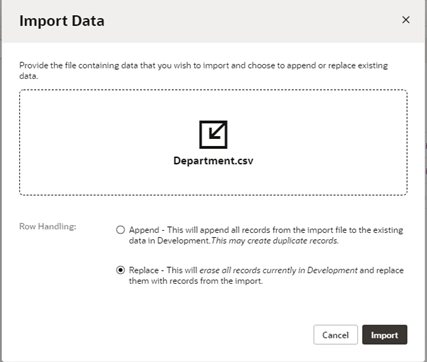 Import Data
Provide the file containing data that you wish to import and choose to append or replace existing
data.
Department.csv
Row Handling:
Append - This will append all records from the import file to the existing
data in Development.This may create duplicate records.
Replace - This will erase all records currently in Development and replace
them with records from the import.
Cancel
Import